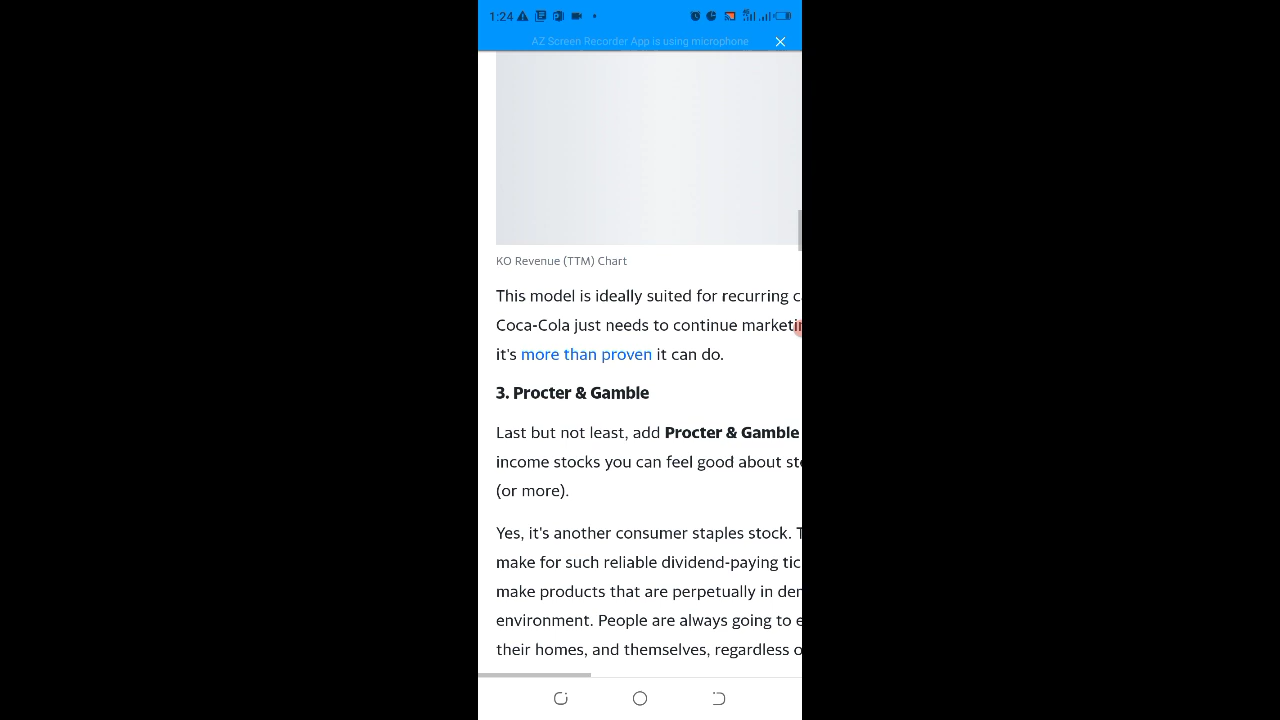 1:24
AZ Screen Recorder App is using microphone
KO Revenue (TTM) Chart
This model is ideally suited for recurring
Coca-Cola just needs to continue
it's more than proven it can do.
3. Procter & Gamble
Last but not least, add Procter & Gamble
income stocks you can feel good about
(or more).
Yes, it's another consumer staples stock.
make for such reliable dividend-paying
make products that are perpetually in
environment. People are always going to
their homes, and themselves, regardless